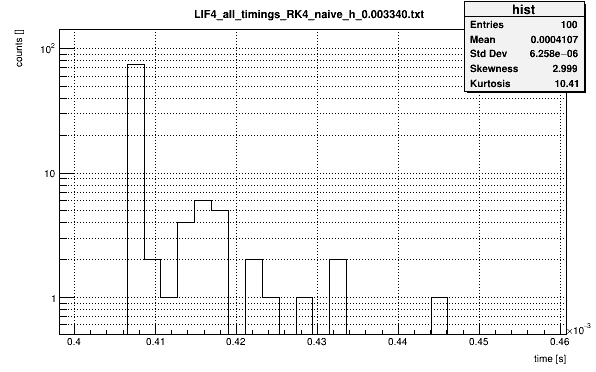 LIF4_all_timings_RK4_naive_h_0.003340.txt
hist
Entries 100
Mean 0.0004107
Std Dev 6.258e−06
Skewness 2.999
Kurtosis 10.41
counts []
10²
10
1
0.4 0.41 0.42 0.43 0.44 0.45 0.46
×10⁻³
time [s]